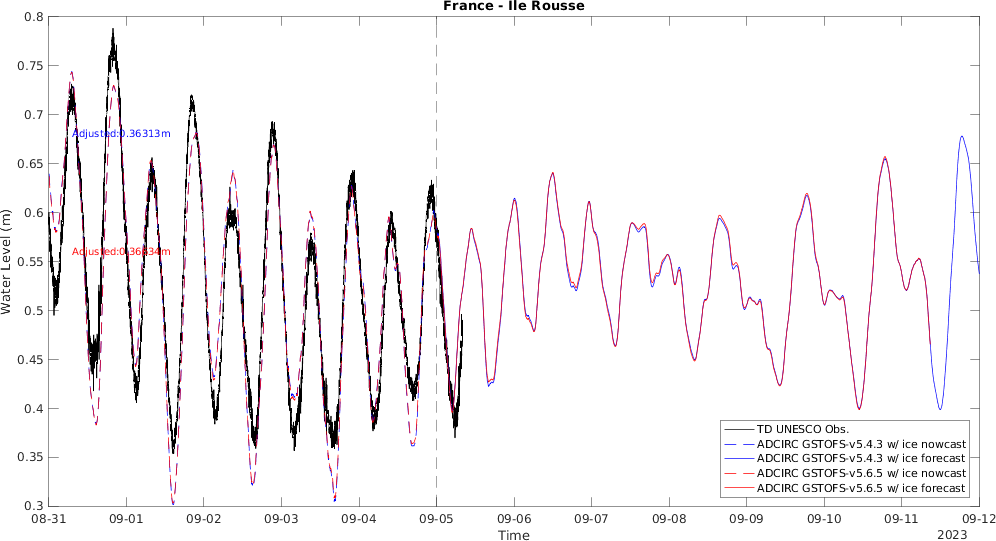 France - Ile Rousse
0.8
0.75
0.7
0.65
0.6
0.55
0.5
0.45
0.4
0.35
0.3
Water Level (m)
Adjusted:0.36313m
Adjusted:0.36434m
TD UNESCO Obs.
ADCIRC GSTOFS-v5.4.3 w/ ice nowcast
ADCIRC GSTOFS-v5.4.3 w/ ice forecast
ADCIRC GSTOFS-v5.6.5 w/ ice nowcast
ADCIRC GSTOFS-v5.6.5 w/ ice forecast
08-31 09-01 09-02 09-03 09-04 09-05 09-06 09-07 09-08 09-09 09-10 09-11 09-12
Time
2023